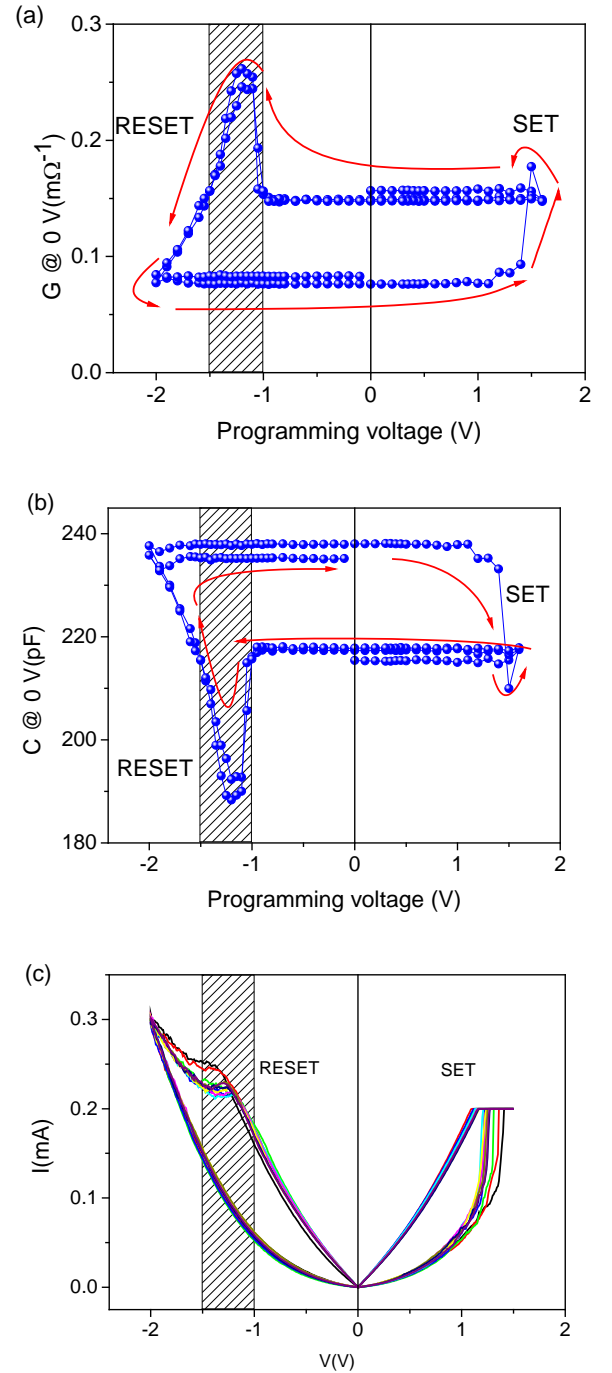 (a)
0.3
0.2
0.1
0.0
G @ 0 V(mΩ⁻¹)
RESET
SET
-2 -1 0 1 2
Programming voltage (V)
(b)
240
220
200
180
C @ 0 V(pF)
SET
RESET
-2 -1 0 1 2
Programming voltage (V)
(c)
0.3
0.2
0.1
0.0
I(mA)
RESET SET
-2 -1 0 1 2
V(V)